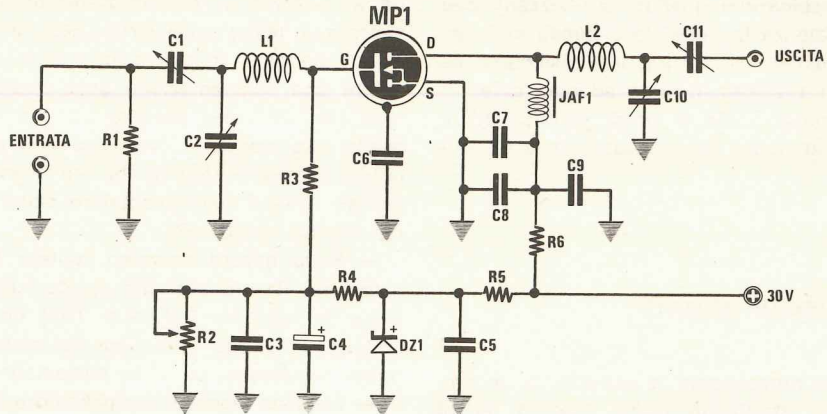 MP1
C1
L1
G
D
S
L2
C11
USCITA
JAF1
C10
ENTRATA
R1
C2
R3
C6
C7
C8
C9
R6
R2
C3
+
C4
R4
+
DZ1
C5
R5
+ 30 V